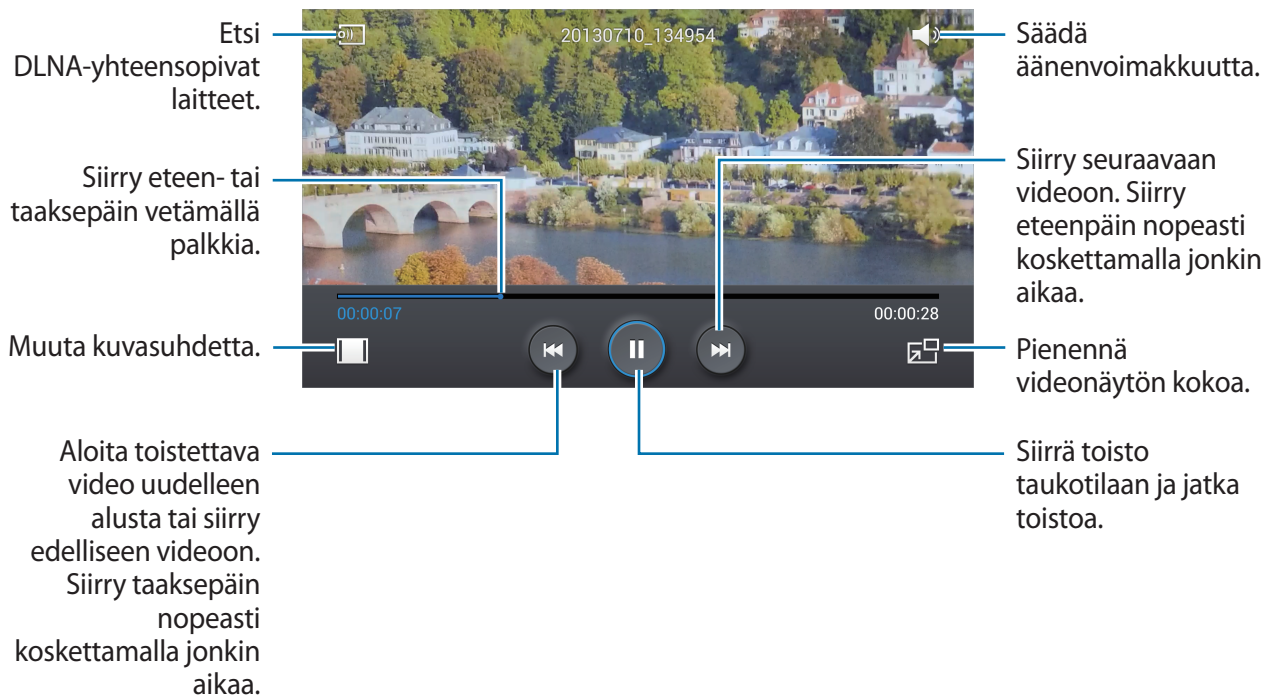 Etsi
DLNA-yhteensopivat
laitteet.
20130710_134954
Säädä
äänenvoimakkuutta.
Siirry eteen- tai
taaksepäin vetämällä
palkkia.
Siirry seuraavaan
videoon. Siirry
eteenpäin nopeasti
koskettamalla jonkin
aikaa.
00:00:07
00:00:28
Muuta kuvasuhdetta.
Pienennä
videonäytön kokoa.
Aloita toistettava
video uudelleen
alusta tai siirry
edelliseen videoon.
Siirry taaksepäin
nopeasti
koskettamalla jonkin
aikaa.
Siirrä toisto
taukotilaan ja jatka
toistoa.